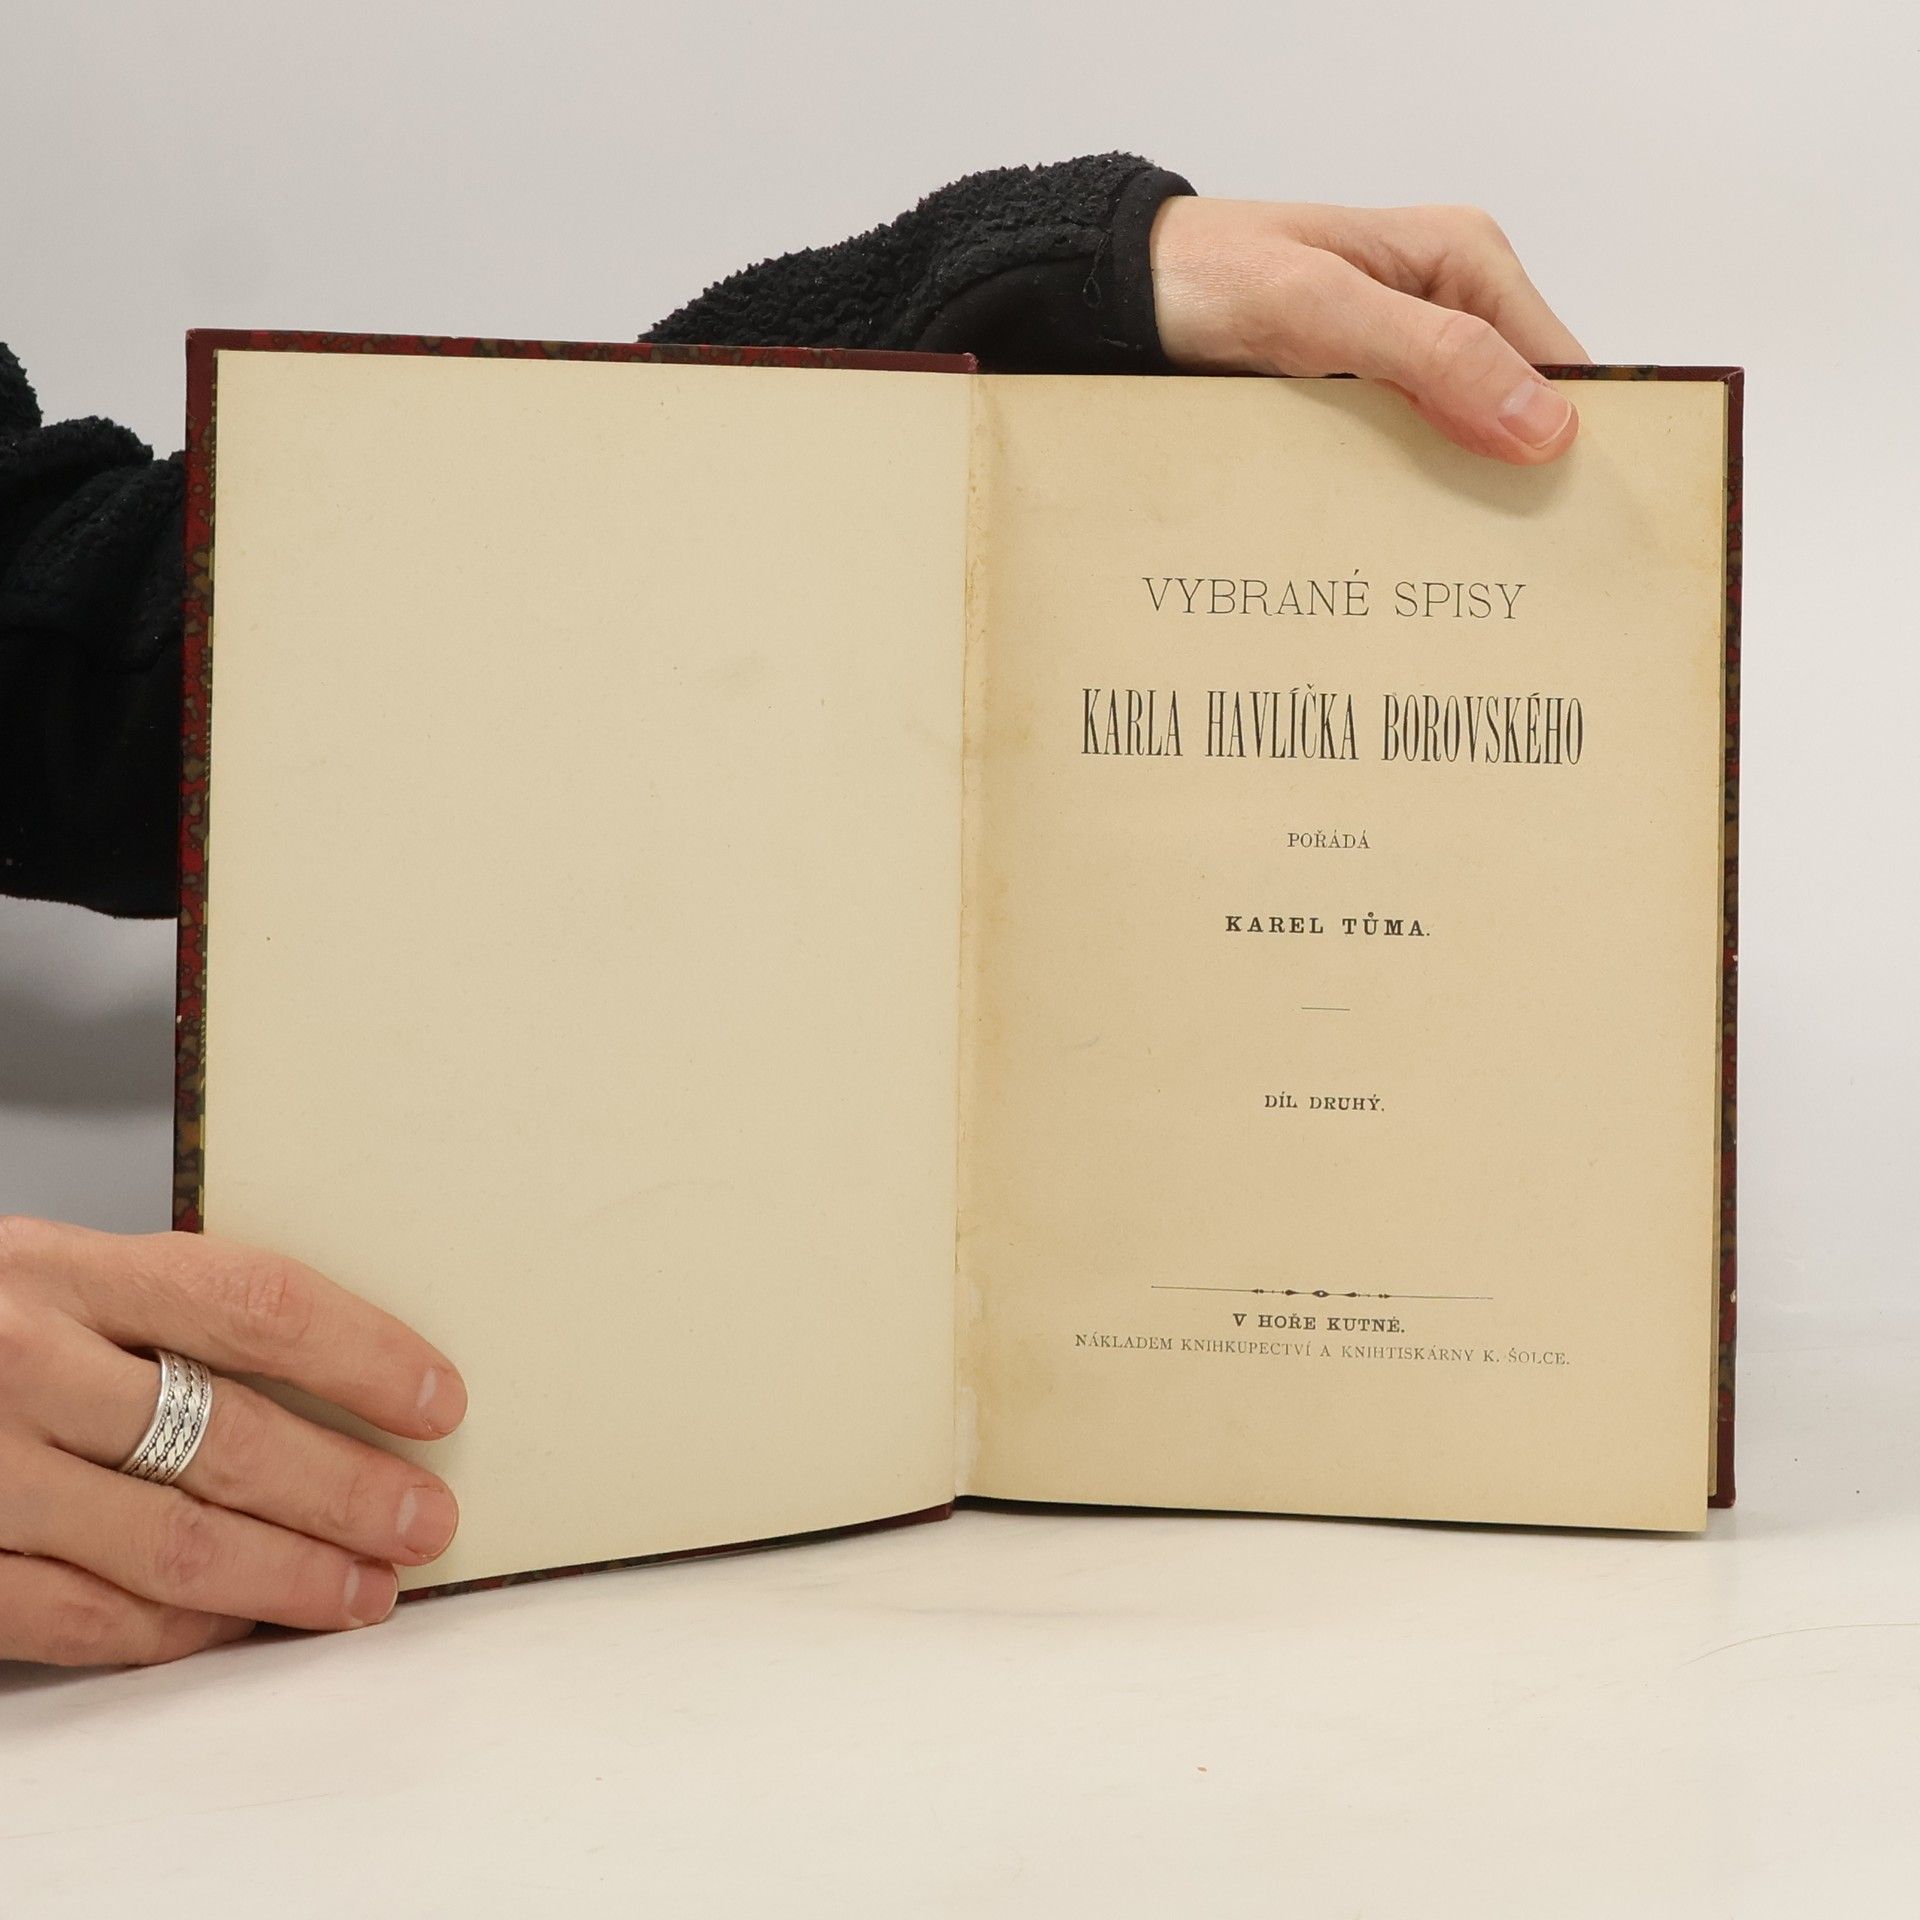 VYBRANÉ SPISY
KARLA HAVLÍČKA BOROVSKÉHO
POŘÁDÁ
KAREL TŮMA.
DÍL DRUHÝ.
V HOŘE KUTNÉ.
NÁKLADEM KNIHKUPECTVÍ A KNIHTISKÁRNY K. ŠOLCE.